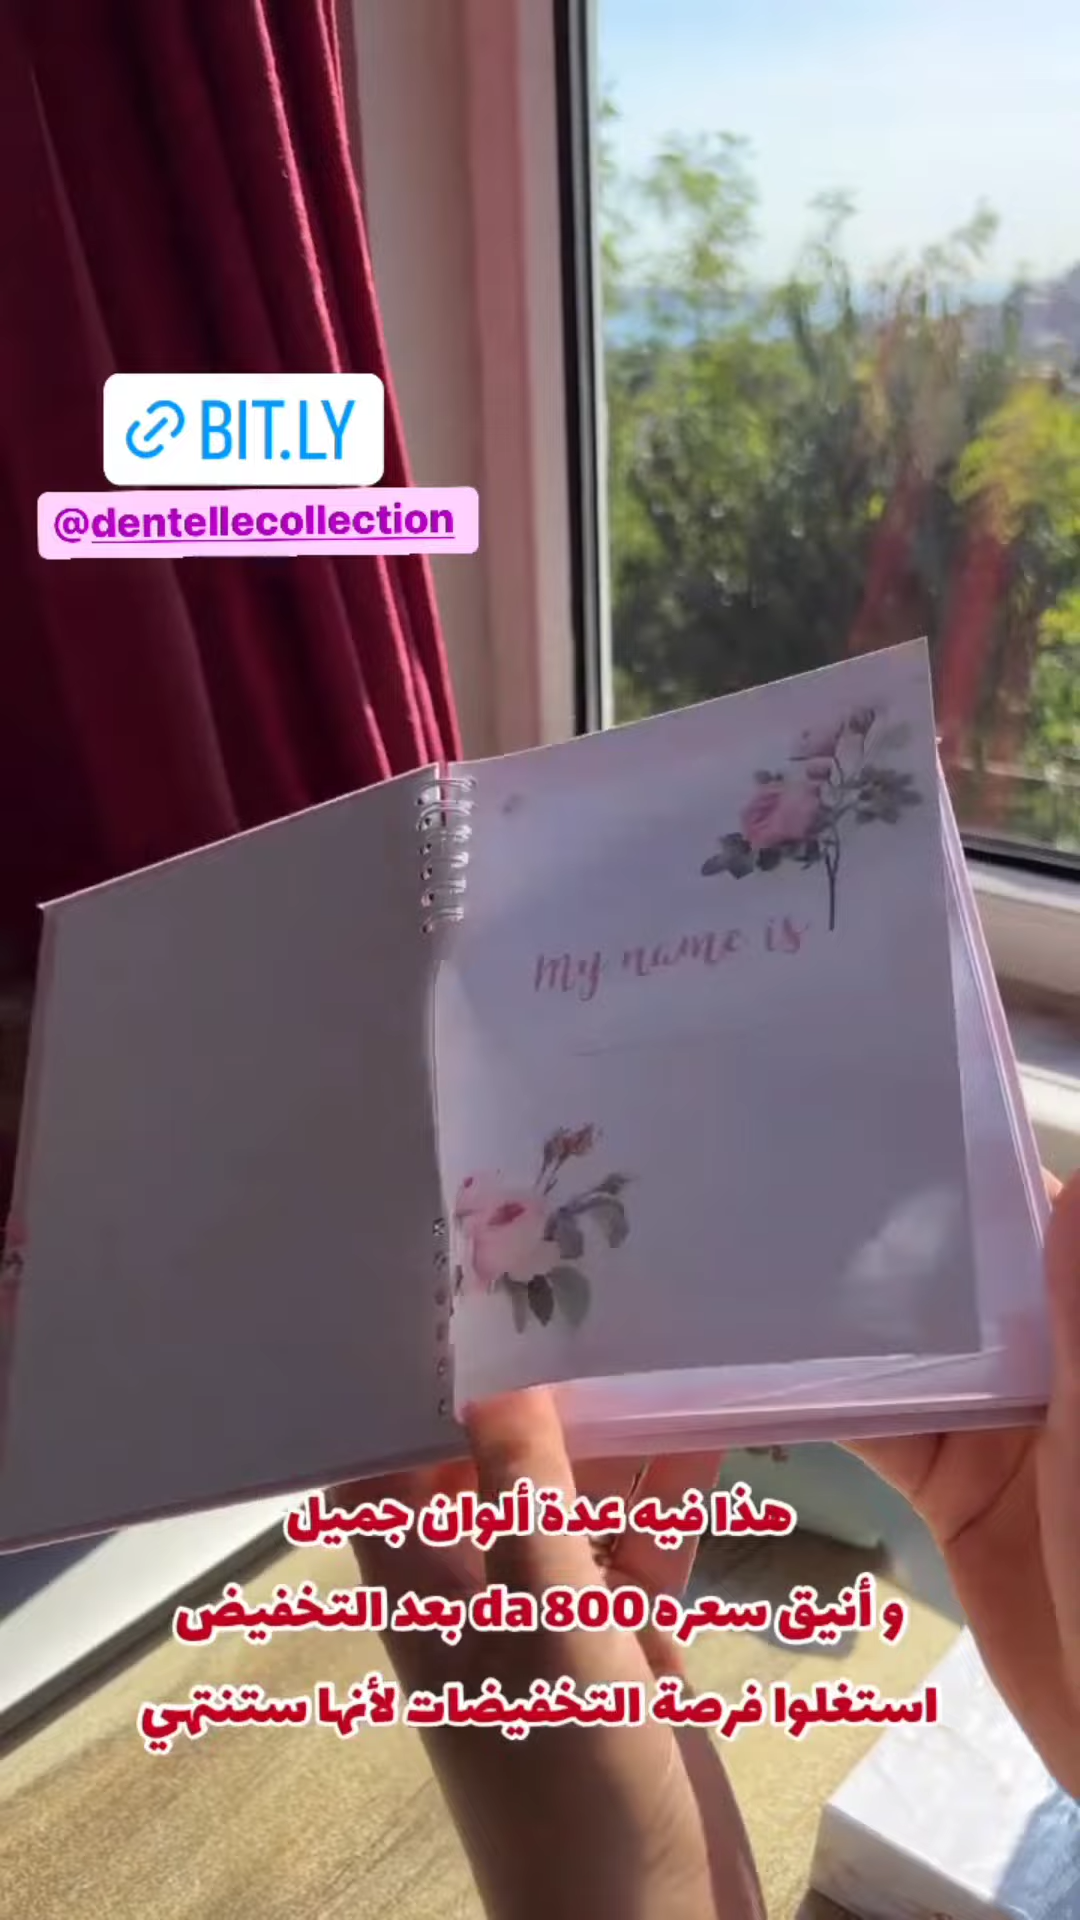 BIT.LY
@dentellecollection
My name is
هذا فيه عدة ألوان جميل
و أنيق سعره 800 da بعد التخفيض
استغلوا فرصة التخفيضات لأنها ستنتهي